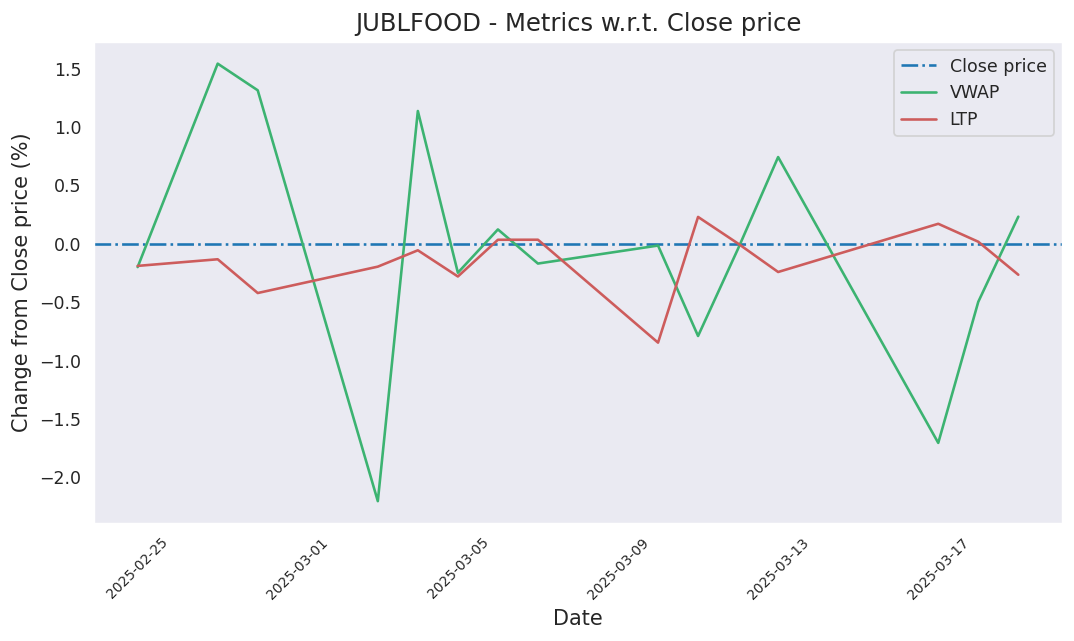 JUBLFOOD - Metrics w.r.t. Close price
Close price
VWAP
LTP
Change from Close price (%)
1.5
1.0
0.5
0.0
−0.5
−1.0
−1.5
−2.0
2025-02-25
2025-03-01
2025-03-05
2025-03-09
2025-03-13
2025-03-17
Date